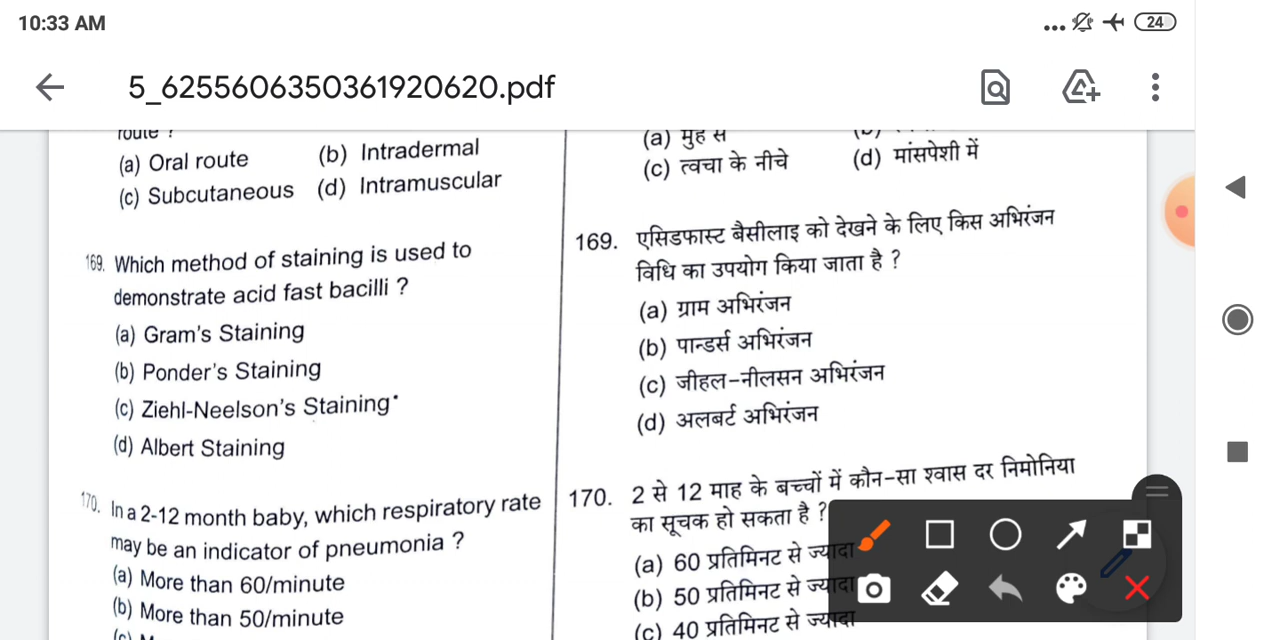 10:33 AM
24
5_6255606350361920620.pdf
route ?
(a) Oral route (b) Intradermal
(c) Subcutaneous (d) Intramuscular
169. Which method of staining is used to
demonstrate acid fast bacilli ?
(a) Gram's Staining
(b) Ponder's Staining
(c) Ziehl-Neelson's Staining
(d) Albert Staining
170. In a 2-12 month baby, which respiratory rate
may be an indicator of pneumonia ?
(a) More than 60/minute
(b) More than 50/minute
(a) मुँह से
(c) त्वचा के नीचे (d) मांसपेशी में
169. एसिडफास्ट बैसीलाइ को देखने के लिए किस अभिरंजन
विधि का उपयोग किया जाता है ?
(a) ग्राम अभिरंजन
(b) पान्डर्स अभिरंजन
(c) जीहल-नीलसन अभिरंजन
(d) अलबर्ट अभिरंजन
170. 2 से 12 माह के बच्चों में कौन-सा श्वास दर निमोनिया
का सूचक हो सकता है ?
(a) 60 प्रतिमिनट से ज्यादा
(b) 50 प्रतिमिनट से ज्यादा
(c) 40 प्रतिमिनट से ज्यादा